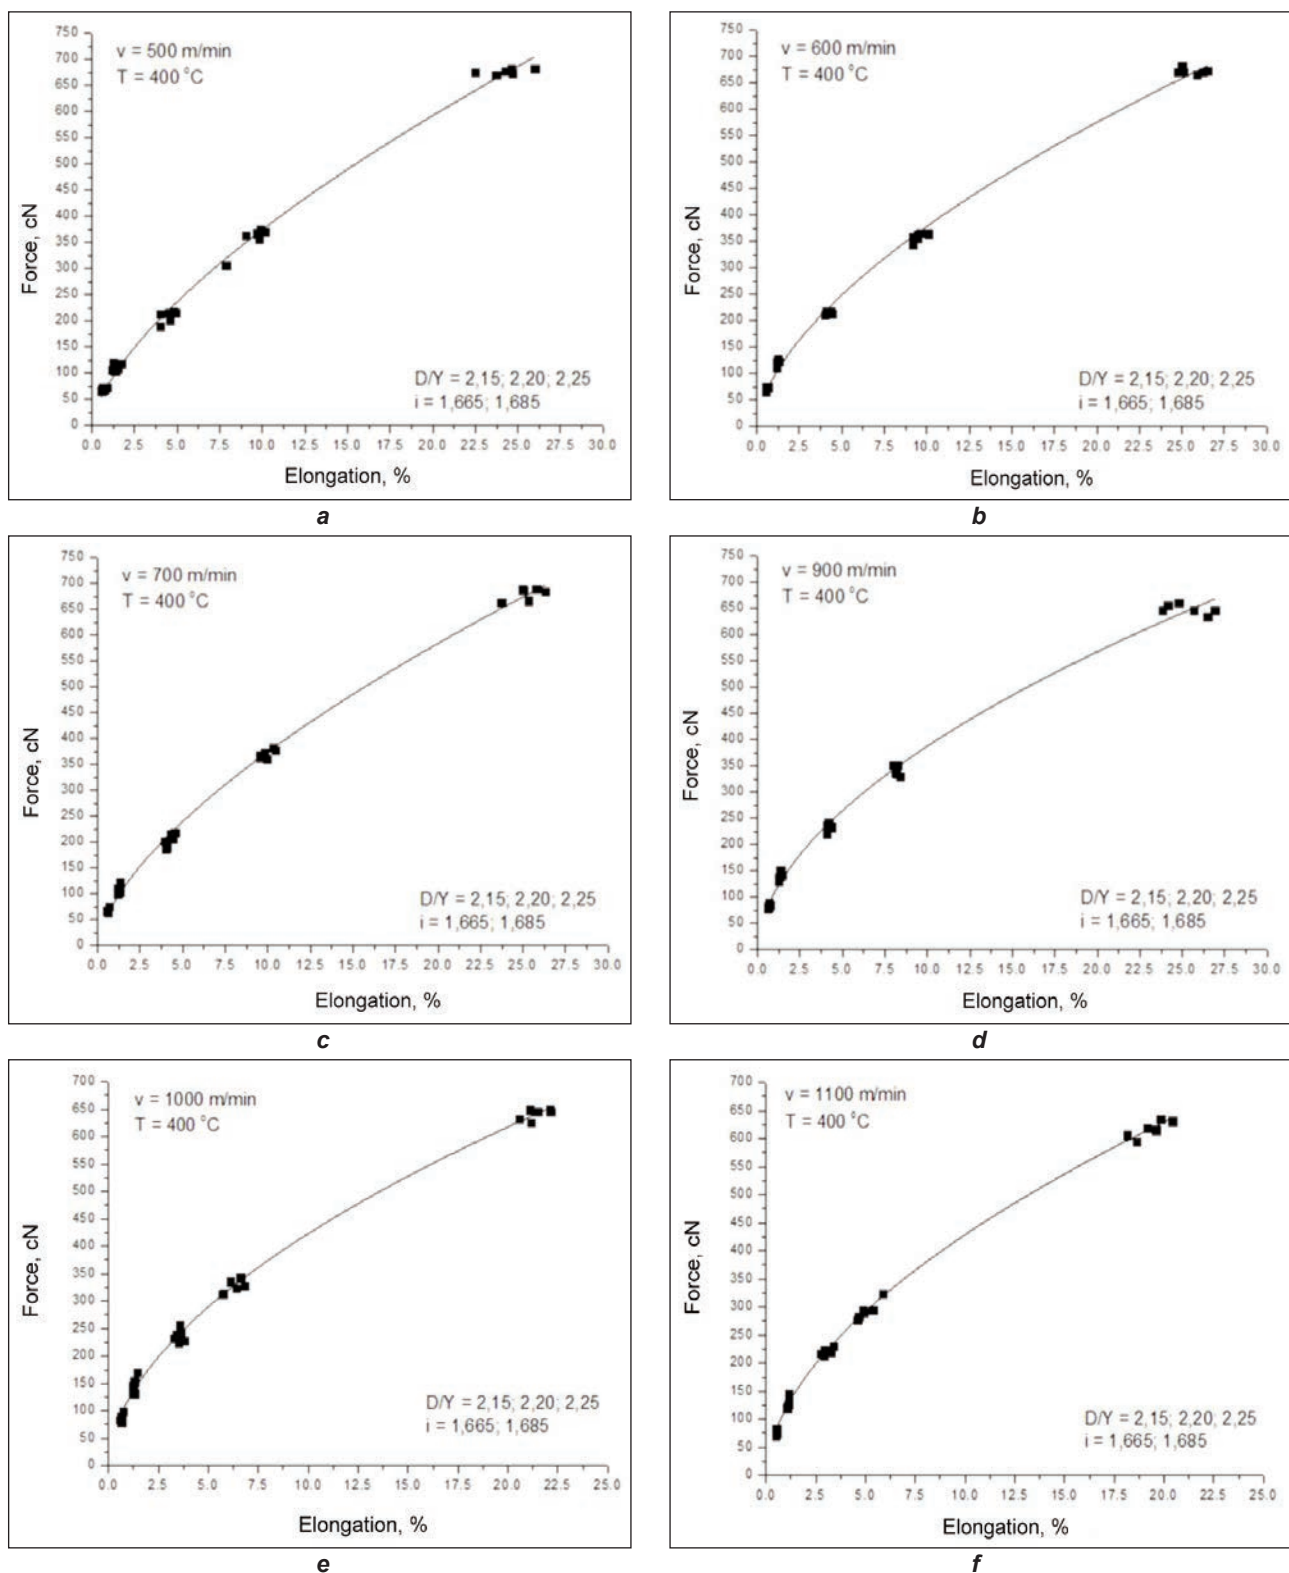 v = 500 m/min
T = 400 °C
750
700
650
600
550
500
450
400
350
300
250
200
150
100
50
0
Force, cN
D/Y = 2,15; 2,20; 2,25
i = 1,665; 1,685
0.0 2.5 5.0 7.5 10.0 12.5 15.0 17.5 20.0 22.5 25.0 27.5 30.0
Elongation, %
a
v = 600 m/min
T = 400 °C
750
700
650
600
550
500
450
400
350
300
250
200
150
100
50
0
Force, cN
D/Y = 2,15; 2,20; 2,25
i = 1,665; 1,685
0.0 2.5 5.0 7.5 10.0 12.5 15.0 17.5 20.0 22.5 25.0 27.5 30.0
Elongation, %
b
v = 700 m/min
T = 400 °C
750
700
650
600
550
500
450
400
350
300
250
200
150
100
50
0
Force, cN
D/Y = 2,15; 2,20; 2,25
i = 1,665; 1,685
0.0 2.5 5.0 7.5 10.0 12.5 15.0 17.5 20.0 22.5 25.0 27.5 30.0
Elongation, %
c
v = 900 m/min
T = 400 °C
750
700
650
600
550
500
450
400
350
300
250
200
150
100
50
0
Force, cN
D/Y = 2,15; 2,20; 2,25
i = 1,665; 1,685
0.0 2.5 5.0 7.5 10.0 12.5 15.0 17.5 20.0 22.5 25.0 27.5 30.0
Elongation, %
d
v = 1000 m/min
T = 400 °C
700
650
600
550
500
450
400
350
300
250
200
150
100
50
0
Force, cN
D/Y = 2,15; 2,20; 2,25
i = 1,665; 1,685
0.0 2.5 5.0 7.5 10.0 12.5 15.0 17.5 20.0 22.5 25.0
Elongation, %
e
v = 1100 m/min
T = 400 °C
700
650
600
550
500
450
400
350
300
250
200
150
100
50
0
Force, cN
D/Y = 2,15; 2,20; 2,25
i = 1,665; 1,685
0.0 2.5 5.0 7.5 10.0 12.5 15.0 17.5 20.0 22.5 25.0
Elongation, %
f